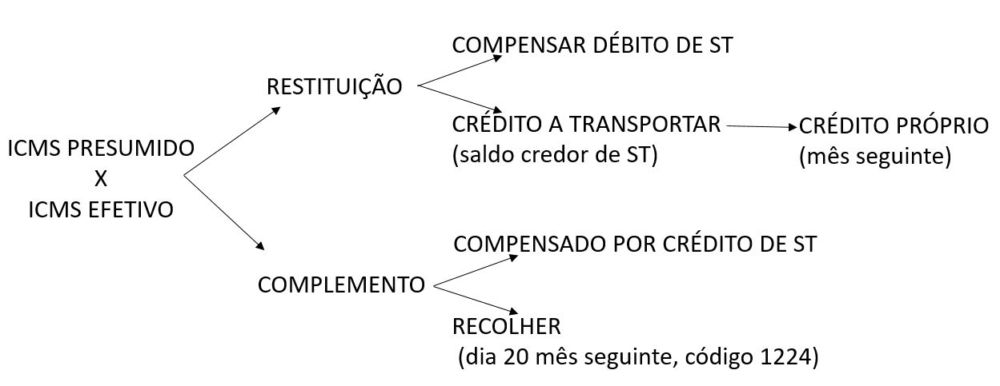 COMPENSAR DÉBITO DE ST
RESTITUIÇÃO
CRÉDITO A TRANSPORTAR
(saldo credor de ST)
CRÉDITO PRÓPRIO
(mês seguinte)
ICMS PRESUMIDO
X
ICMS EFETIVO
COMPENSADO POR CRÉDITO DE ST
COMPLEMENTO
RECOLHER
(dia 20 mês seguinte, código 1224)